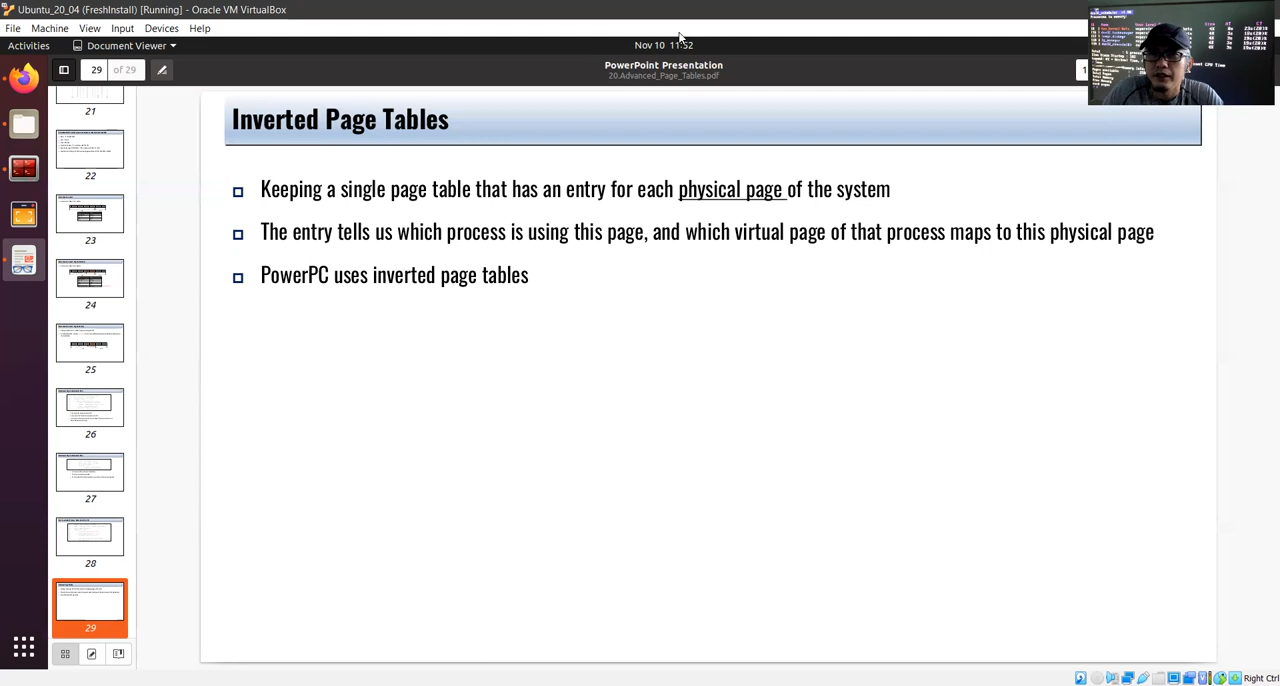 Ubuntu_20_04 (FreshInstall) [Running] - Oracle VM VirtualBox
File Machine View Input Devices Help
Activities Document Viewer Nov 10 11:52
29 of 29 PowerPoint Presentation
20.Advanced_Page_Tables.pdf
Inverted Page Tables
Keeping a single page table that has an entry for each physical page of the system
The entry tells us which process is using this page, and which virtual page of that process maps to this physical page
PowerPC uses inverted page tables
21
22
23
24
25
26
27
28
29
Right Ctrl